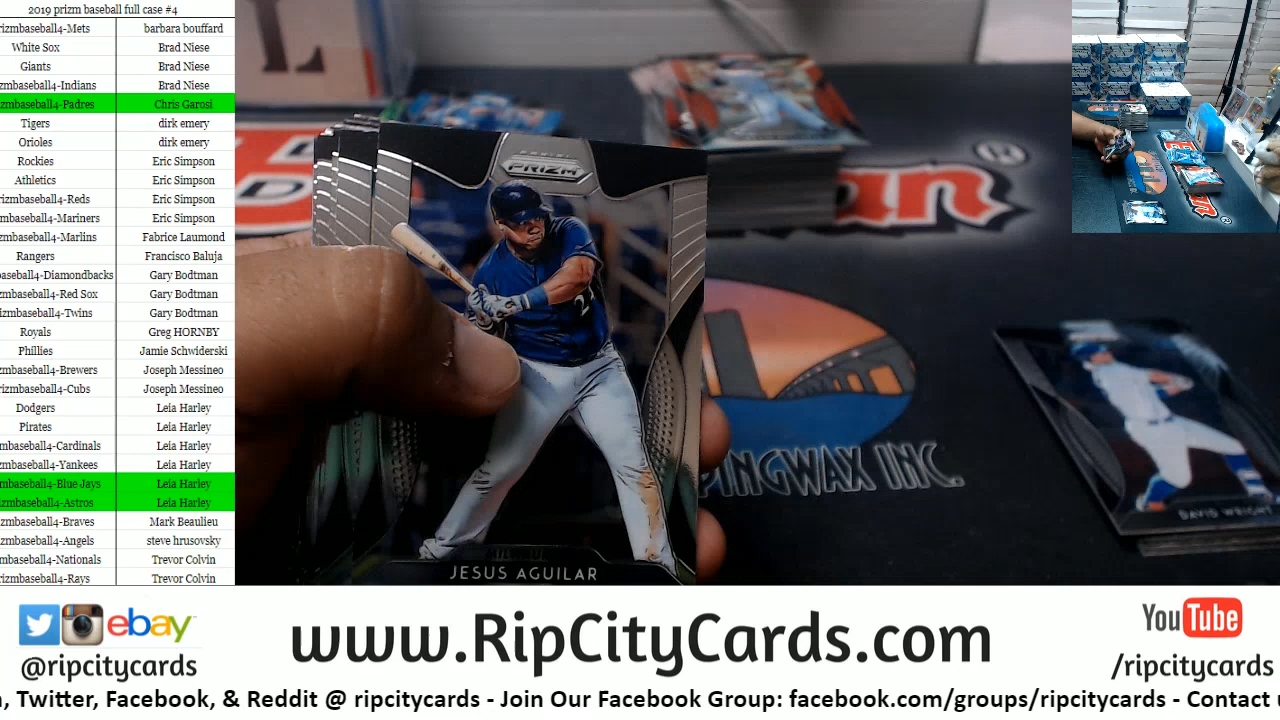 2019 prizm baseball full case #4
rizmbaseball4-Mets barbara bouffard
White Sox Brad Niese
Giants Brad Niese
zmbaseball4-Indians Brad Niese
zmbaseball4-Padres Chris Garosi
Tigers dirk emery
Orioles dirk emery
Rockies Eric Simpson
Athletics Eric Simpson
rizmbaseball4-Reds Eric Simpson
mbaseball4-Mariners Eric Simpson
zmbaseball4-Marlins Fabrice Laumond
Rangers Francisco Baluja
baseball4-Diamondbacks Gary Bodtman
zmbaseball4-Red Sox Gary Bodtman
zmbaseball4-Twins Gary Bodtman
Royals Greg HORNBY
Phillies Jamie Schwiderski
mbaseball4-Brewers Joseph Messineo
rizmbaseball4-Cubs Joseph Messineo
Dodgers Leia Harley
Pirates Leia Harley
mbaseball4-Cardinals Leia Harley
zmbaseball4-Yankees Leia Harley
zmbaseball4-Blue Jays Leia Harley
zmbaseball4-Astros Leia Harley
zmbaseball4-Braves Mark Beaulieu
zmbaseball4-Angels steve hrusovsky
mbaseball4-Nationals Trevor Colvin
zmbaseball4-Rays Trevor Colvin
PANINI
PRIZM
JESUS AGUILAR
an ®
PINGWAX INC.
DAVID WRIGHT
ebay
@ripcitycards
www.RipCityCards.com
YouTube
/ripcitycards
, Twitter, Facebook, & Reddit @ ripcitycards - Join Our Facebook Group: facebook.com/groups/ripcitycards - Contact